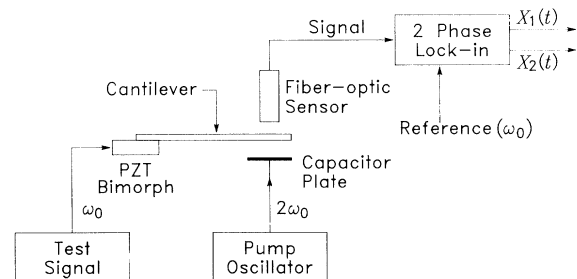 Signal
2 Phase
Lock-in
X₁(t)
X₂(t)
Cantilever
Fiber-optic
Sensor
Reference(ω₀)
PZT
Bimorph
Capacitor
Plate
ω₀
2ω₀
Test
Signal
Pump
Oscillator